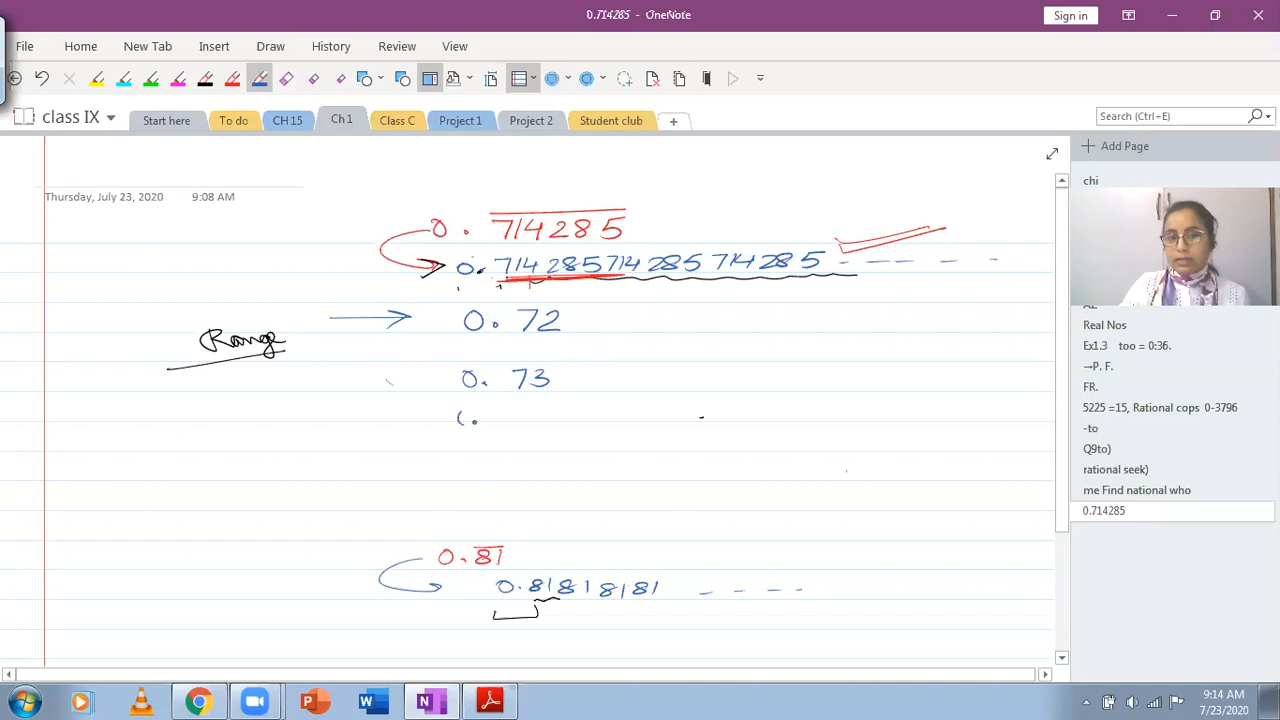 0.714285 - OneNote
Sign in
File Home New Tab Insert Draw History Review View
class IX
Start here To do CH 15 Ch 1 Class C Project 1 Project 2 Student club
Search (Ctrl+E)
Add Page
Thursday, July 23, 2020 9:08 AM
0.714285
0.714285714285714285 - - - -
0.72
Range
0.73
0.81
0.81818181 - - - -
chi
Real Nos
Ex1.3 too = 0:36.
→P. F.
FR.
5225 =15, Rational cops 0-3796
-to
Q9to)
rational seek)
me Find national who
0.714285
9:14 AM
7/23/2020